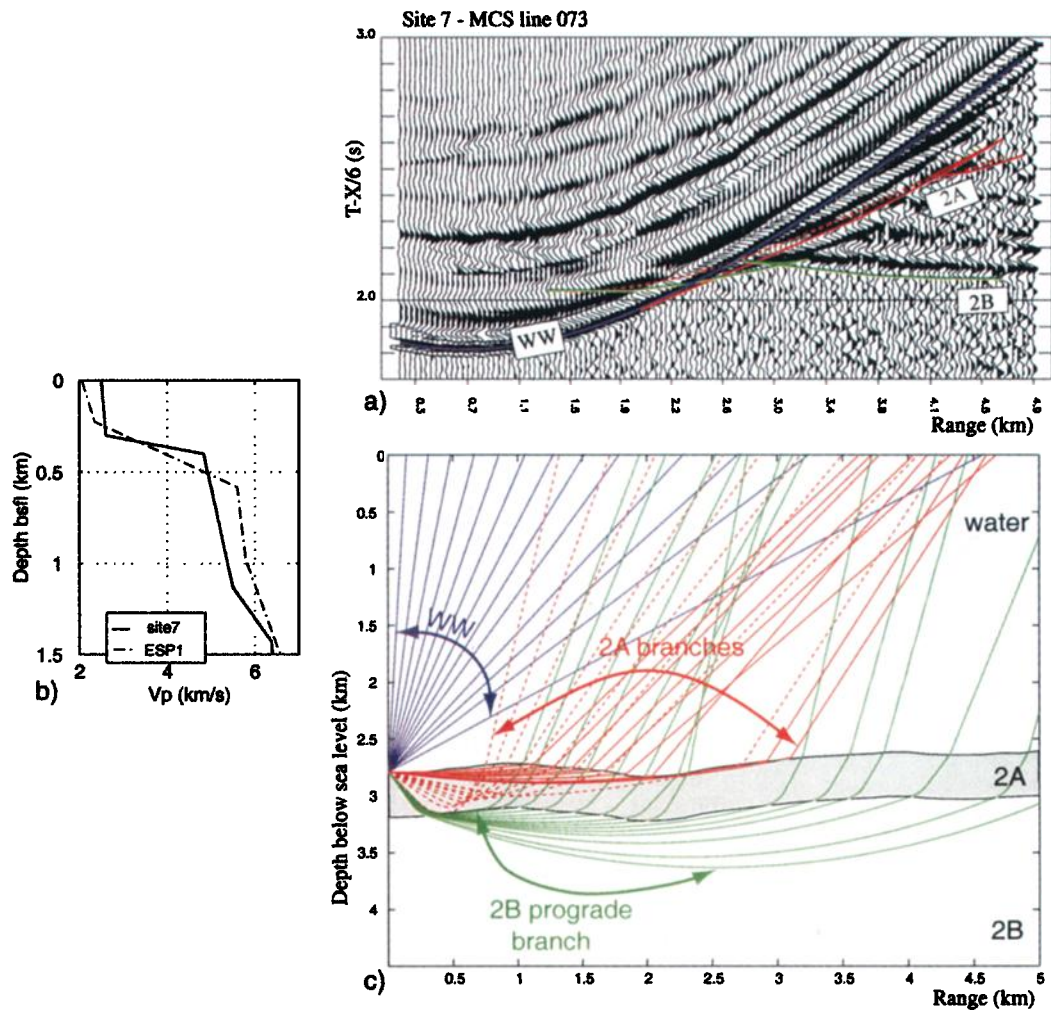 Site 7 - MCS line 073
3.0
T-X/6 (s)
2A
2.0
2B
WW
a)
0.3
0.7
1.1
1.5
1.9
2.2
2.6
3.0
3.4
3.8
4.1
4.5
4.9
Range (km)
0
0.5
1
1.5
Depth bsfl (km)
site7
ESP1
2
4
6
b)
Vp (km/s)
0
0.5
1
1.5
2
2.5
3
3.5
4
Depth below sea level (km)
water
WW
2A branches
2A
2B prograde
branch
2B
c)
0.5
1
1.5
2
2.5
3
3.5
4
4.5
5
Range (km)